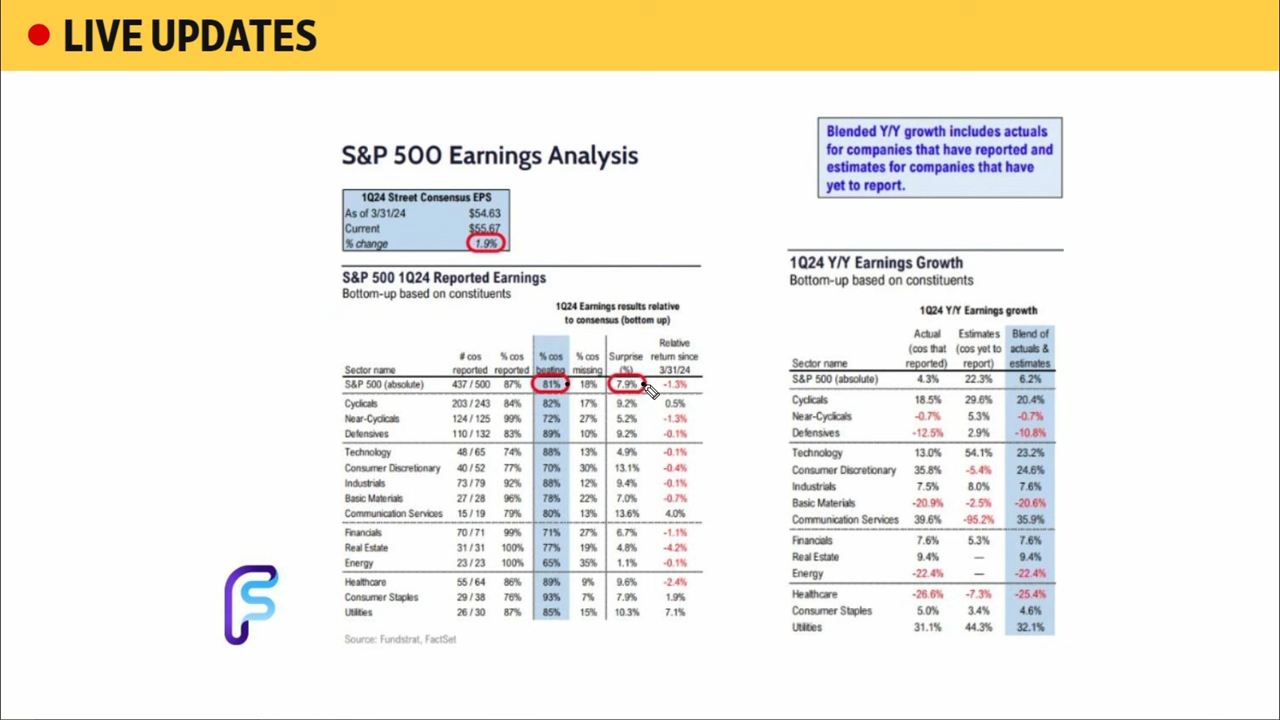 LIVE UPDATES
S&P 500 Earnings Analysis
Blended Y/Y growth includes actuals
for companies that have reported and
estimates for companies that have
yet to report.
1Q24 Street Consensus EPS
As of 3/31/24 $54.63
Current $55.67
% change 1.9%
S&P 500 1Q24 Reported Earnings
Bottom-up based on constituents
1Q24 Earnings results relative
to consensus (bottom up)
Relative
# cos % cos % cos % cos Surprise return since
Sector name reported reported beating missing (%) 3/31/24
S&P 500 (absolute) 437 / 500 87% 81% 18% 7.9% -1.3%
Cyclicals 203 / 243 84% 82% 17% 9.2% 0.5%
Near-Cyclicals 124 / 125 99% 72% 27% 5.2% -1.3%
Defensives 110 / 132 83% 89% 10% 9.2% -0.1%
Technology 48 / 65 74% 88% 13% 4.9% -0.1%
Consumer Discretionary 40 / 52 77% 70% 30% 13.1% -0.4%
Industrials 73 / 79 92% 88% 12% 9.4% -0.1%
Basic Materials 27 / 28 96% 78% 22% 7.0% -0.7%
Communication Services 15 / 19 79% 80% 13% 13.6% 4.0%
Financials 70 / 71 99% 71% 27% 6.7% -1.1%
Real Estate 31 / 31 100% 77% 19% 4.8% -4.2%
Energy 23 / 23 100% 65% 35% 1.1% -0.1%
Healthcare 55 / 64 86% 89% 9% 9.6% -2.4%
Consumer Staples 29 / 38 76% 93% 7% 7.9% 1.9%
Utilities 26 / 30 87% 85% 15% 10.3% 7.1%
Source: Fundstrat, FactSet
1Q24 Y/Y Earnings Growth
Bottom-up based on constituents
1Q24 Y/Y Earnings growth
Actual Estimates Blend of
(cos that (cos yet to actuals &
Sector name reported) report) estimates
S&P 500 (absolute) 4.3% 22.3% 6.2%
Cyclicals 18.5% 29.6% 20.4%
Near-Cyclicals -0.7% 5.3% -0.7%
Defensives -12.5% 2.9% -10.8%
Technology 13.0% 54.1% 23.2%
Consumer Discretionary 35.8% -5.4% 24.6%
Industrials 7.5% 8.0% 7.6%
Basic Materials -20.9% -2.5% -20.6%
Communication Services 39.6% -95.2% 35.9%
Financials 7.6% 5.3% 7.6%
Real Estate 9.4% — 9.4%
Energy -22.4% — -22.4%
Healthcare -26.6% -7.3% -25.4%
Consumer Staples 5.0% 3.4% 4.6%
Utilities 31.1% 44.3% 32.1%